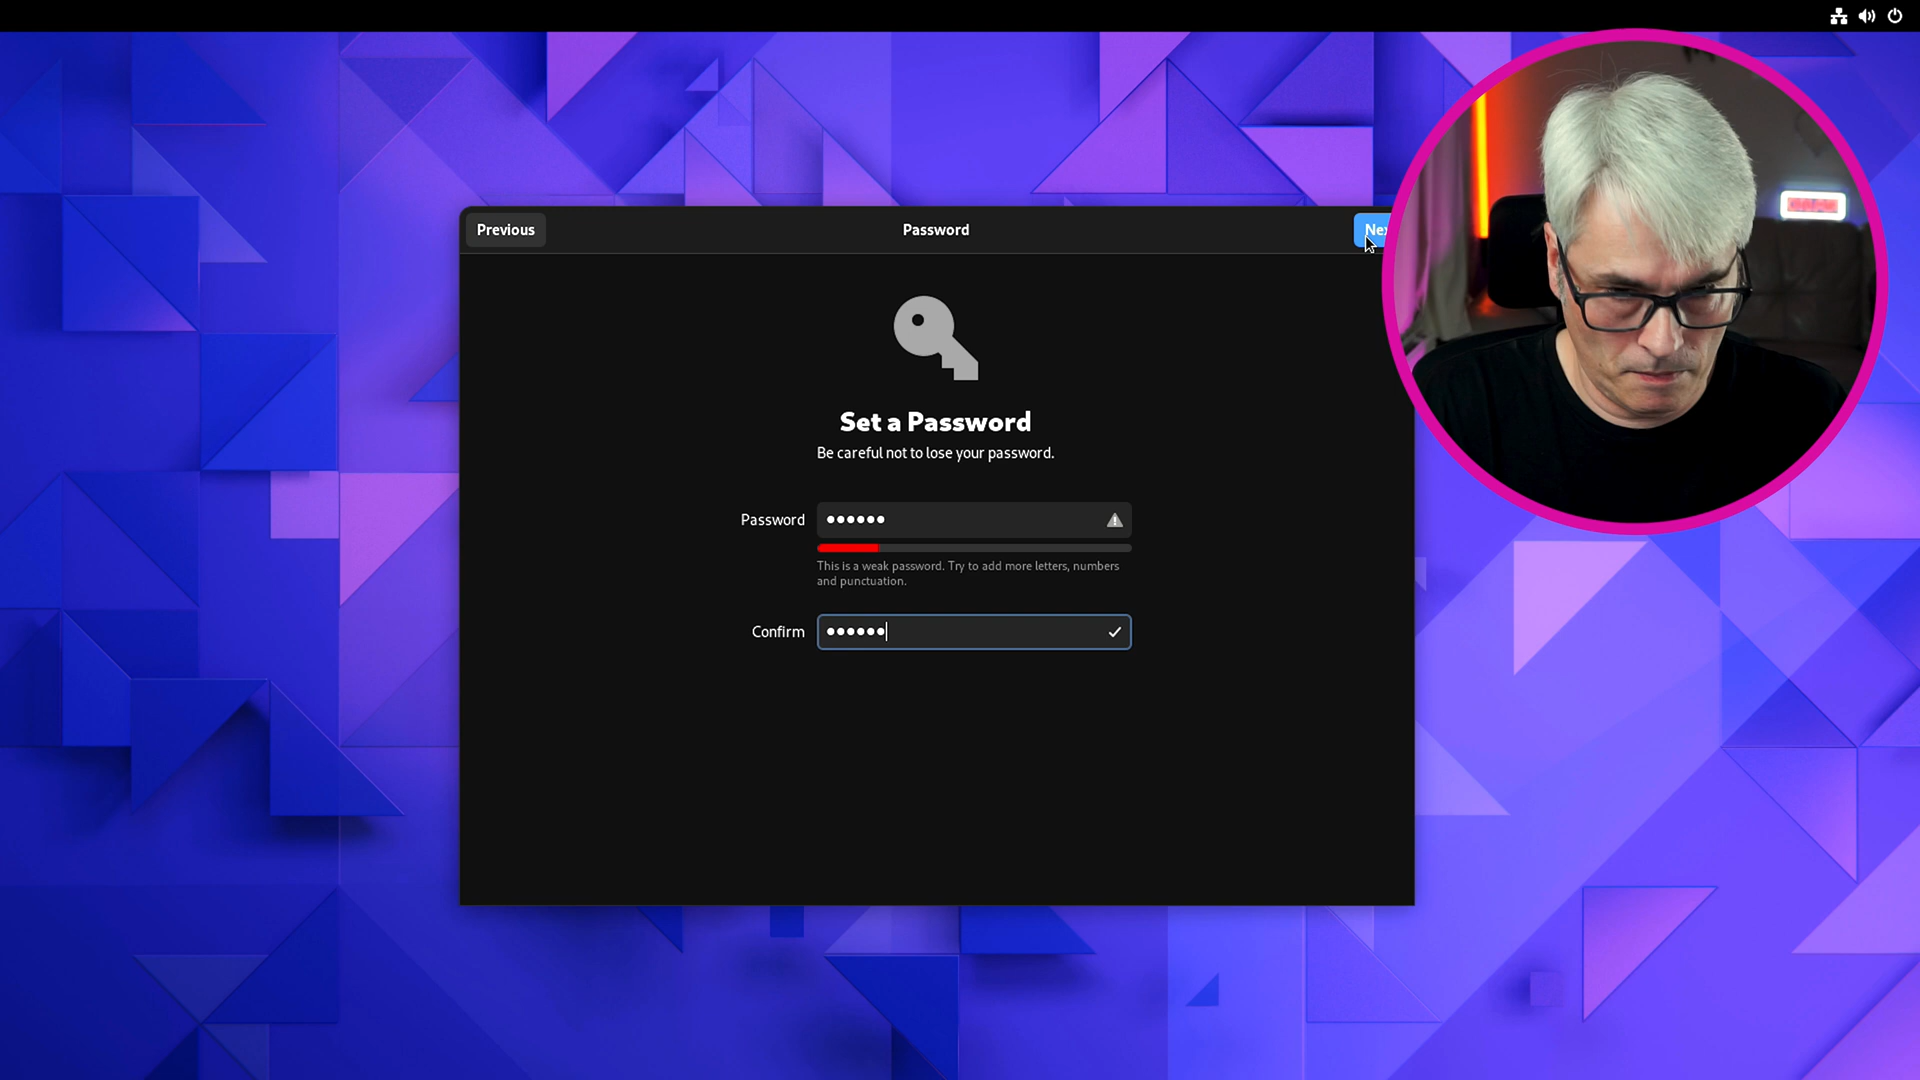 Previous
Password
Set a Password
Be careful not to lose your password.
Password
This is a weak password. Try to add more letters, numbers
and punctuation.
Confirm